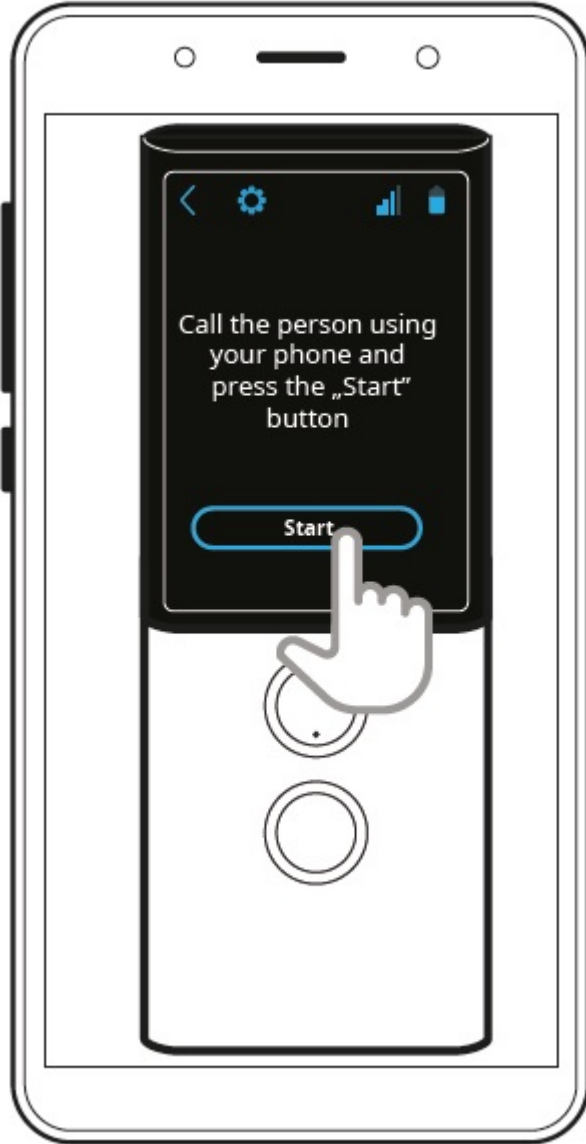 Call the person using
your phone and
press the „Start”
button
Start